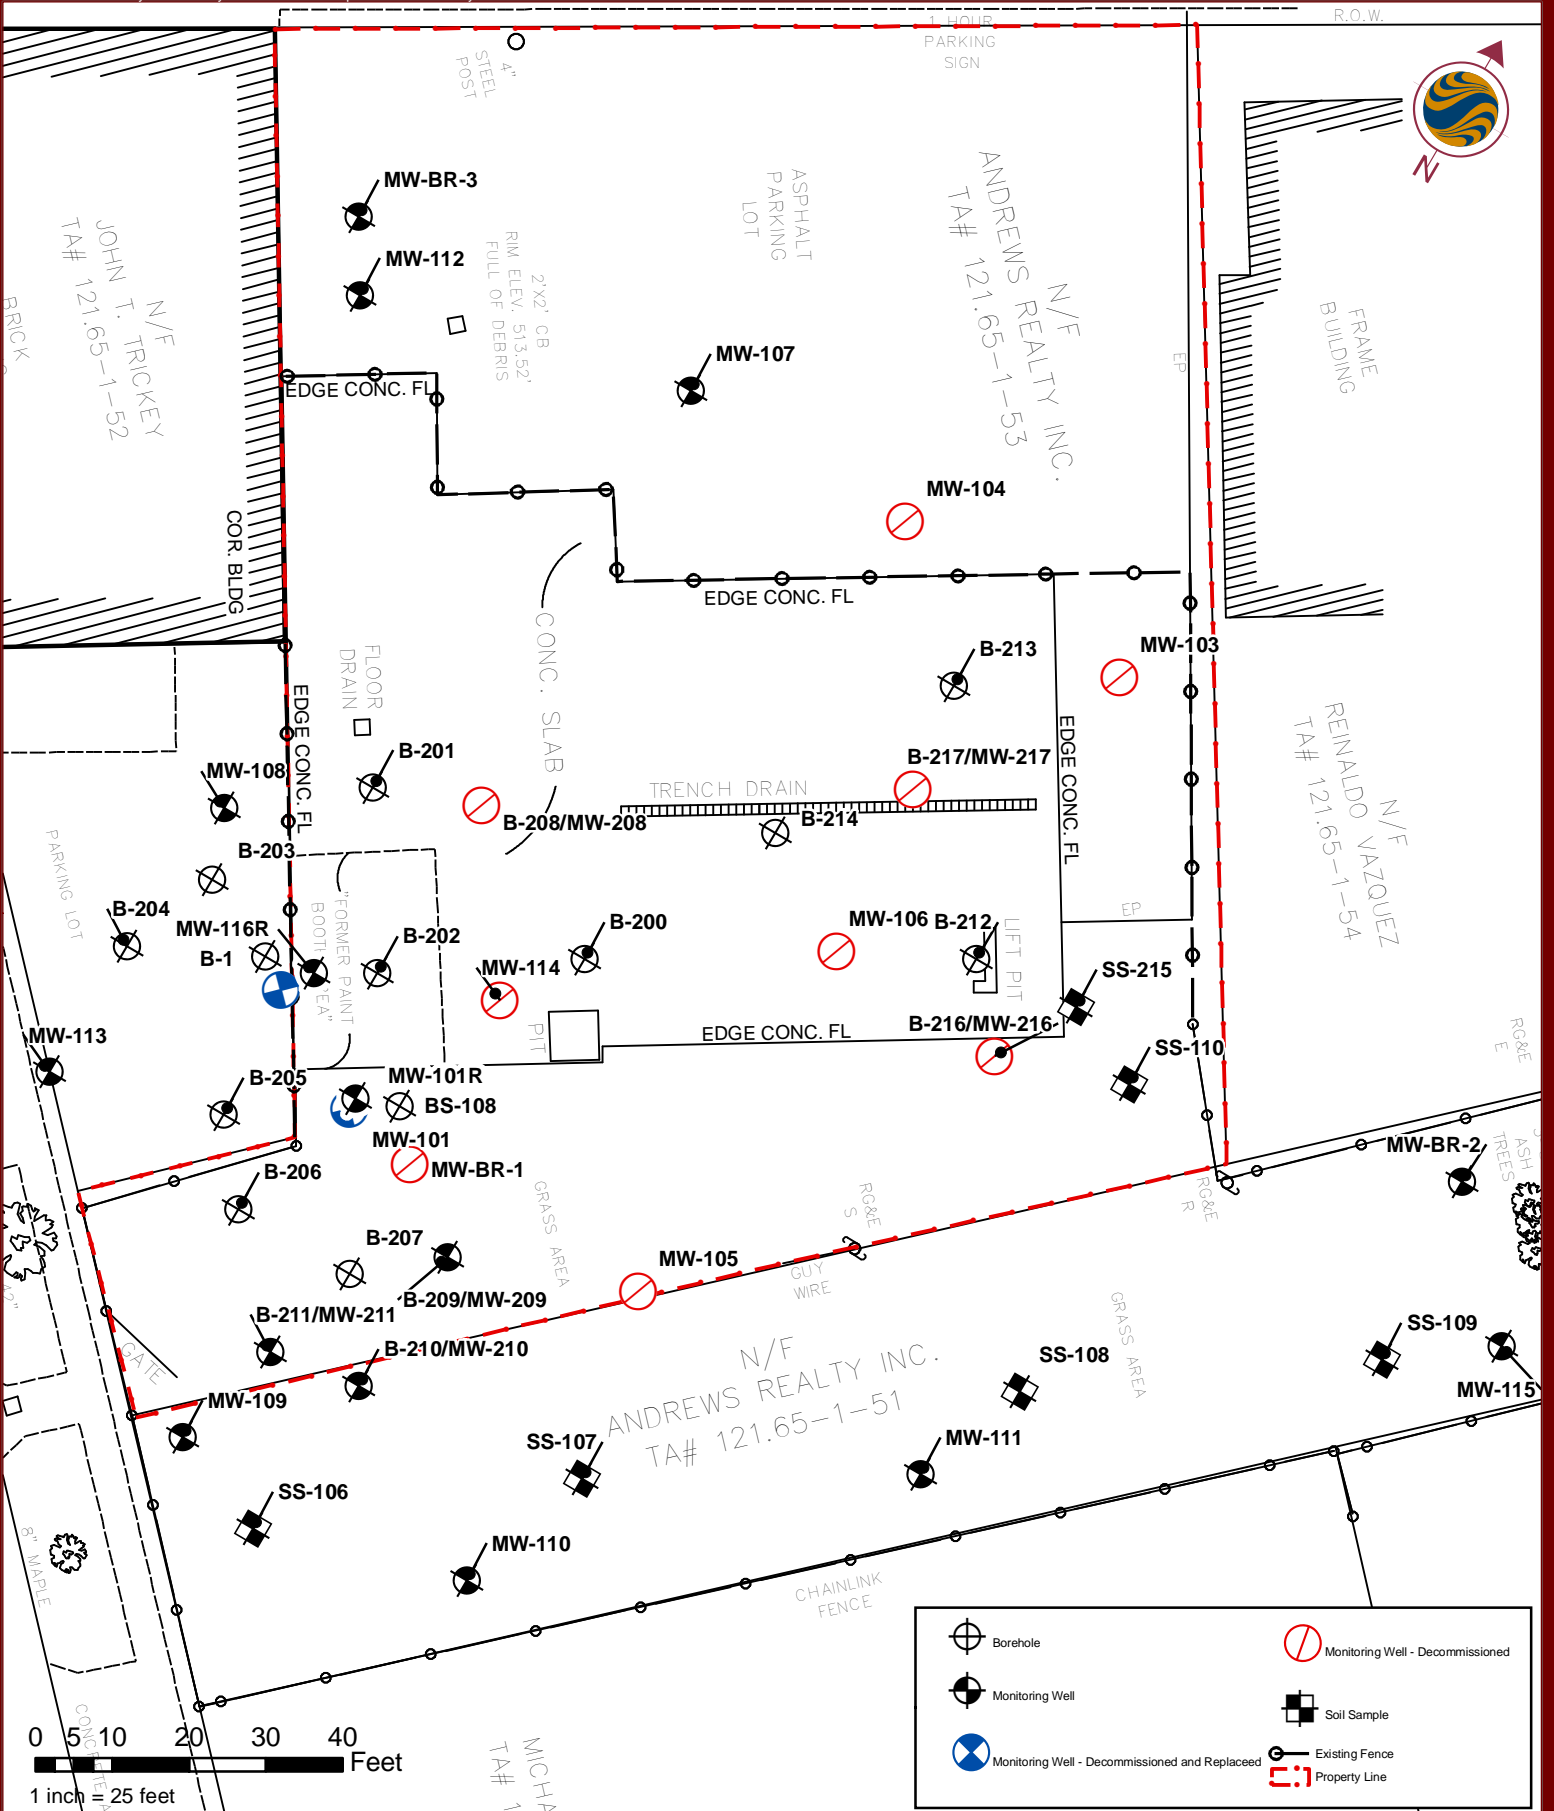 1 HOUR
PARKING
SIGN
R.O.W.
4"
STEEL
POST
N
MW-BR-3
MW-112
ASPHALT
PARKING
LOT
N/F
ANDREWS REALTY INC.
TA# 121.65-1-53
N/F
JOHN T. TRICKEY
TA# 121.65-1-52
BRICK
2'X2' CB
RIM ELEV. 513.52'
FULL OF DEBRIS
MW-107
EP
FRAME
BUILDING
EDGE CONC. FL
MW-104
COR. BLDG
EDGE CONC. FL
CONC. SLAB
FLOOR
DRAIN
B-213
MW-103
EDGE CONC. FL
EDGE CONC. FL
N/F
REINALDO VAZQUEZ
TA# 121.65-1-54
B-201
MW-108
B-217/MW-217
TRENCH DRAIN
B-208/MW-208
B-214
PARKING LOT
B-203
B-204
MW-116R
B-1
"FORMER PAINT
B-202
B-200
MW-106
B-212
LIFT PIT
EP
MW-114
SS-215
PIT
EDGE CONC. FL
B-216/MW-216
MW-113
SS-110
RG&E
E
B-205
MW-101R
BS-108
MW-101
MW-BR-1
MW-BR-2
ASH
TREES
B-206
GRASS AREA
RG&E
S
RG&E
R
B-207
MW-105
GUY
WIRE
B-209/MW-209
B-211/MW-211
B-210/MW-210
42"
GATE
GRASS AREA
SS-109
SS-108
MW-115
MW-109
N/F
ANDREWS REALTY INC.
TA# 121.65-1-51
SS-107
MW-111
SS-106
8" MAPLE
MW-110
CHAINLINK
FENCE
MICHA
TA# 1
CONCRETE
0 5 10 20 30 40
Feet
1 inch = 25 feet
Borehole
Monitoring Well
Monitoring Well - Decommissioned and Replaceed
Monitoring Well - Decommissioned
Soil Sample
Existing Fence
Property Line